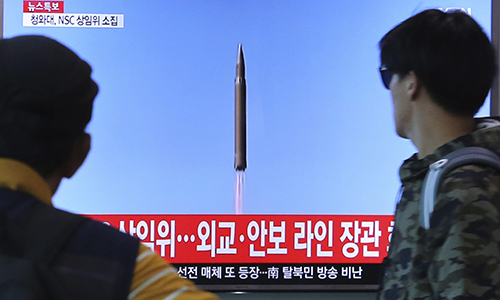 뉴스특보
청와대, NSC 상임위 소집
상임위…외교·안보 라인 장관
선전 매체 또 등장…南 탈북민 방송 비난